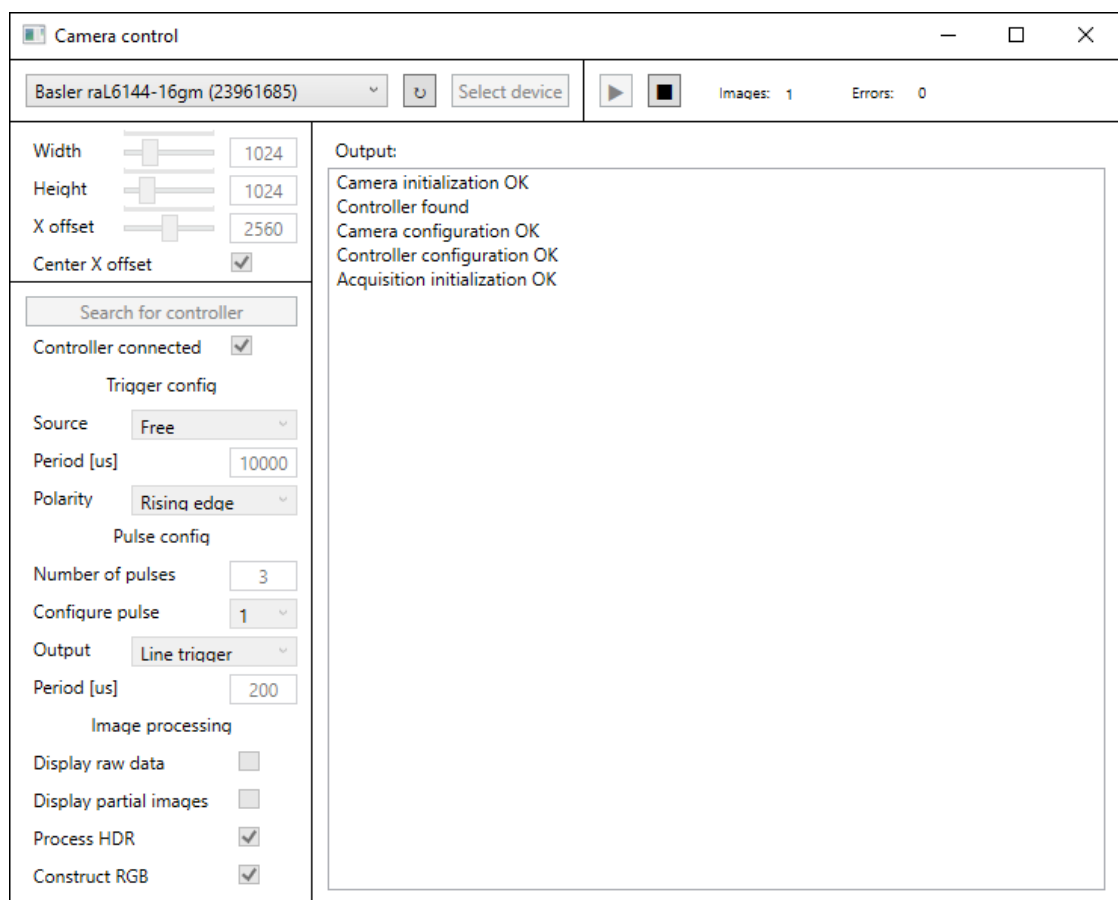 Camera control
Basler raL6144-16gm (23961685)
Select device
Images: 1
Errors: 0
Width 1024
Height 1024
X offset 2560
Center X offset
Search for controller
Controller connected
Trigger config
Source Free
Period [us] 10000
Polarity Rising edge
Pulse config
Number of pulses 3
Configure pulse 1
Output Line trigger
Period [us] 200
Image processing
Display raw data
Display partial images
Process HDR
Construct RGB
Output:
Camera initialization OK
Controller found
Camera configuration OK
Controller configuration OK
Acquisition initialization OK